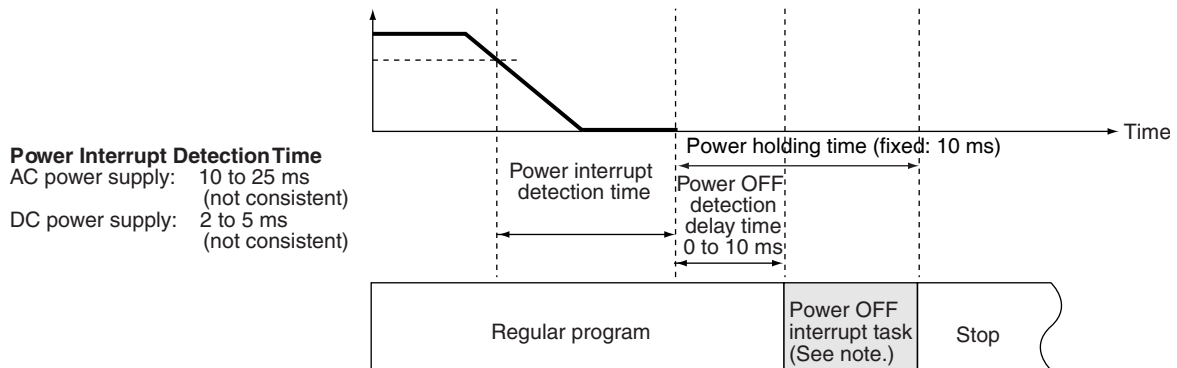 Time
Power Interrupt Detection Time
AC power supply: 10 to 25 ms
(not consistent)
DC power supply: 2 to 5 ms
(not consistent)
Power interrupt
detection time
Power holding time (fixed: 10 ms)
Power OFF
detection
delay time
0 to 10 ms
Regular program
Power OFF
interrupt task
(See note.)
Stop